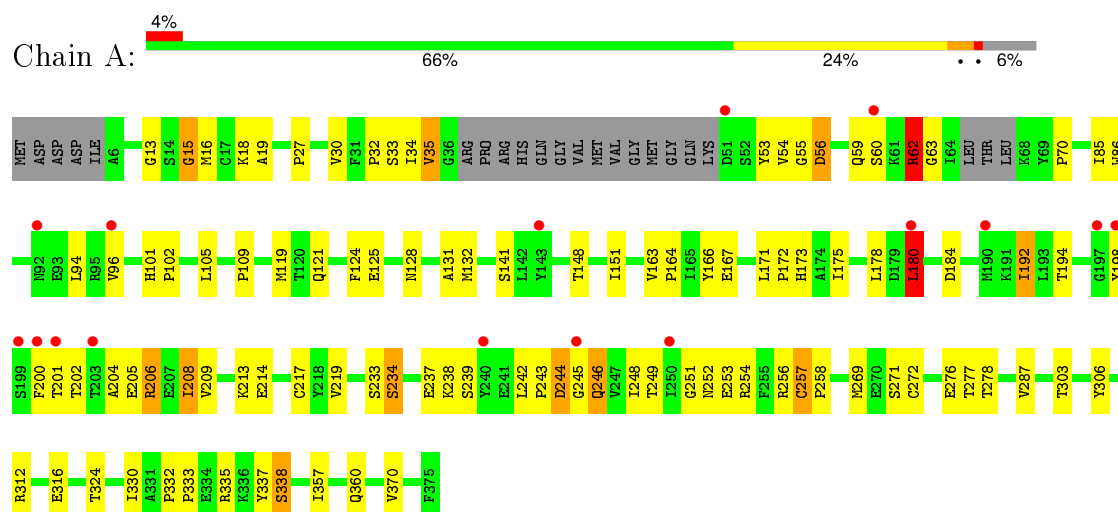 4%
Chain A:
66% 24% • • 6%
MET ASP ASP ASP ILE A6 G13 S14 G15 M16 C17 K18 A19 P27 V30 F31 P32 S33 I34 V35 G36 ARG PRO ARG HIS GLN GLY VAL MET VAL GLY MET GLY GLN LYS D51 S52 Y53 V54 G55 D56 Q59 S60 K61 R62 G63 I64 LEU THR LEU K68 Y69 P70 I85 W86
N92 E93 L94 R95 V96 H101 P102 L105 P109 M119 T120 Q121 F124 E125 N128 A131 M132 S141 L142 Y143 T148 I151 V163 P164 I165 Y166 E167 L171 P172 H173 A174 I175 L178 D179 L180 D184 M190 K191 I192 L193 T194 G197 Y198
S199 F200 T201 T202 T203 A204 E205 R206 E207 I208 V209 K213 E214 C217 Y218 V219 S233 S234 E237 K238 S239 Y240 E241 L242 P243 D244 G245 Q246 V247 I248 T249 I250 G251 N252 E253 R254 F255 R256 C257 P258 M269 E270 S271 C272 E276 T277 T278 V287 T303 Y306
R312 E316 T324 I330 A331 P332 P333 E334 R335 K336 Y337 S338 I357 Q360 V370 F375